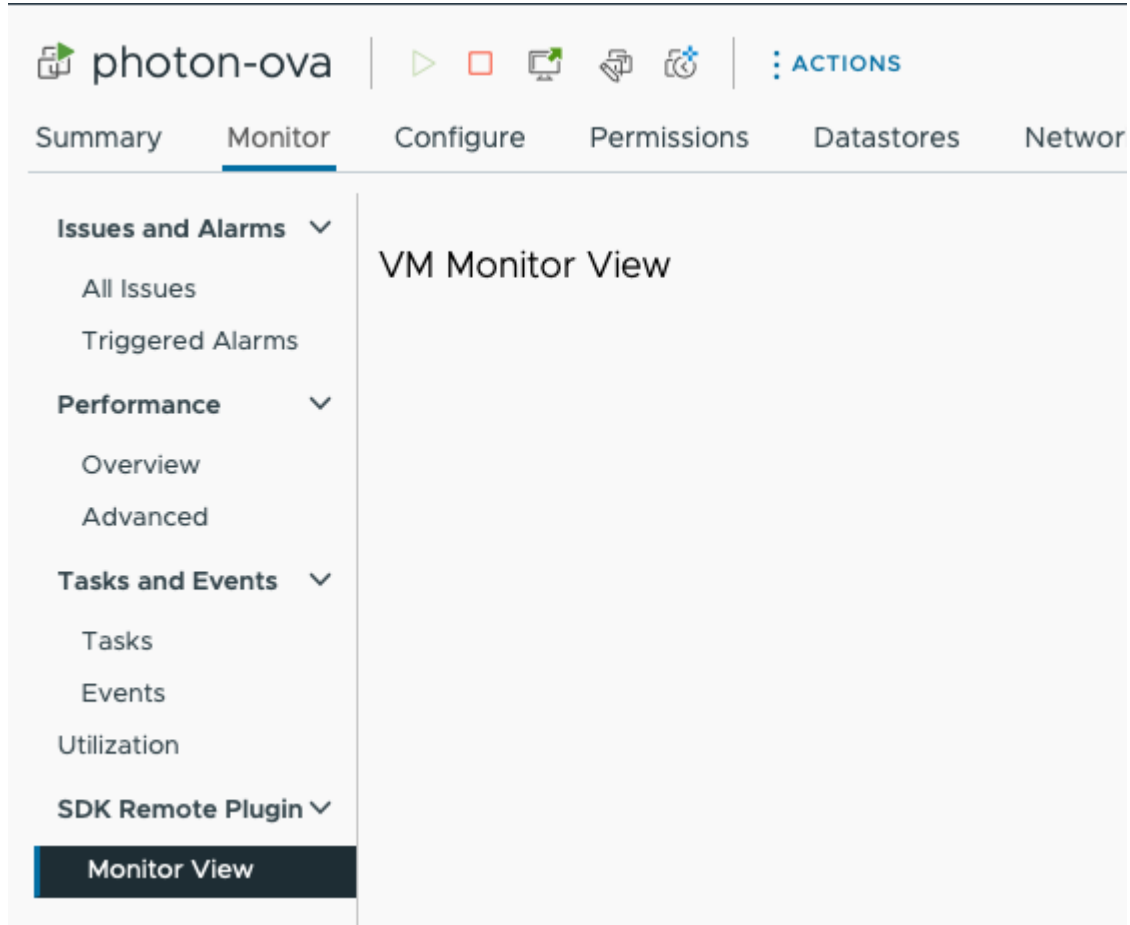 photon-ova
ACTIONS
Summary Monitor Configure Permissions Datastores Networ
Issues and Alarms
All Issues
Triggered Alarms
Performance
Overview
Advanced
Tasks and Events
Tasks
Events
Utilization
SDK Remote Plugin
Monitor View
VM Monitor View